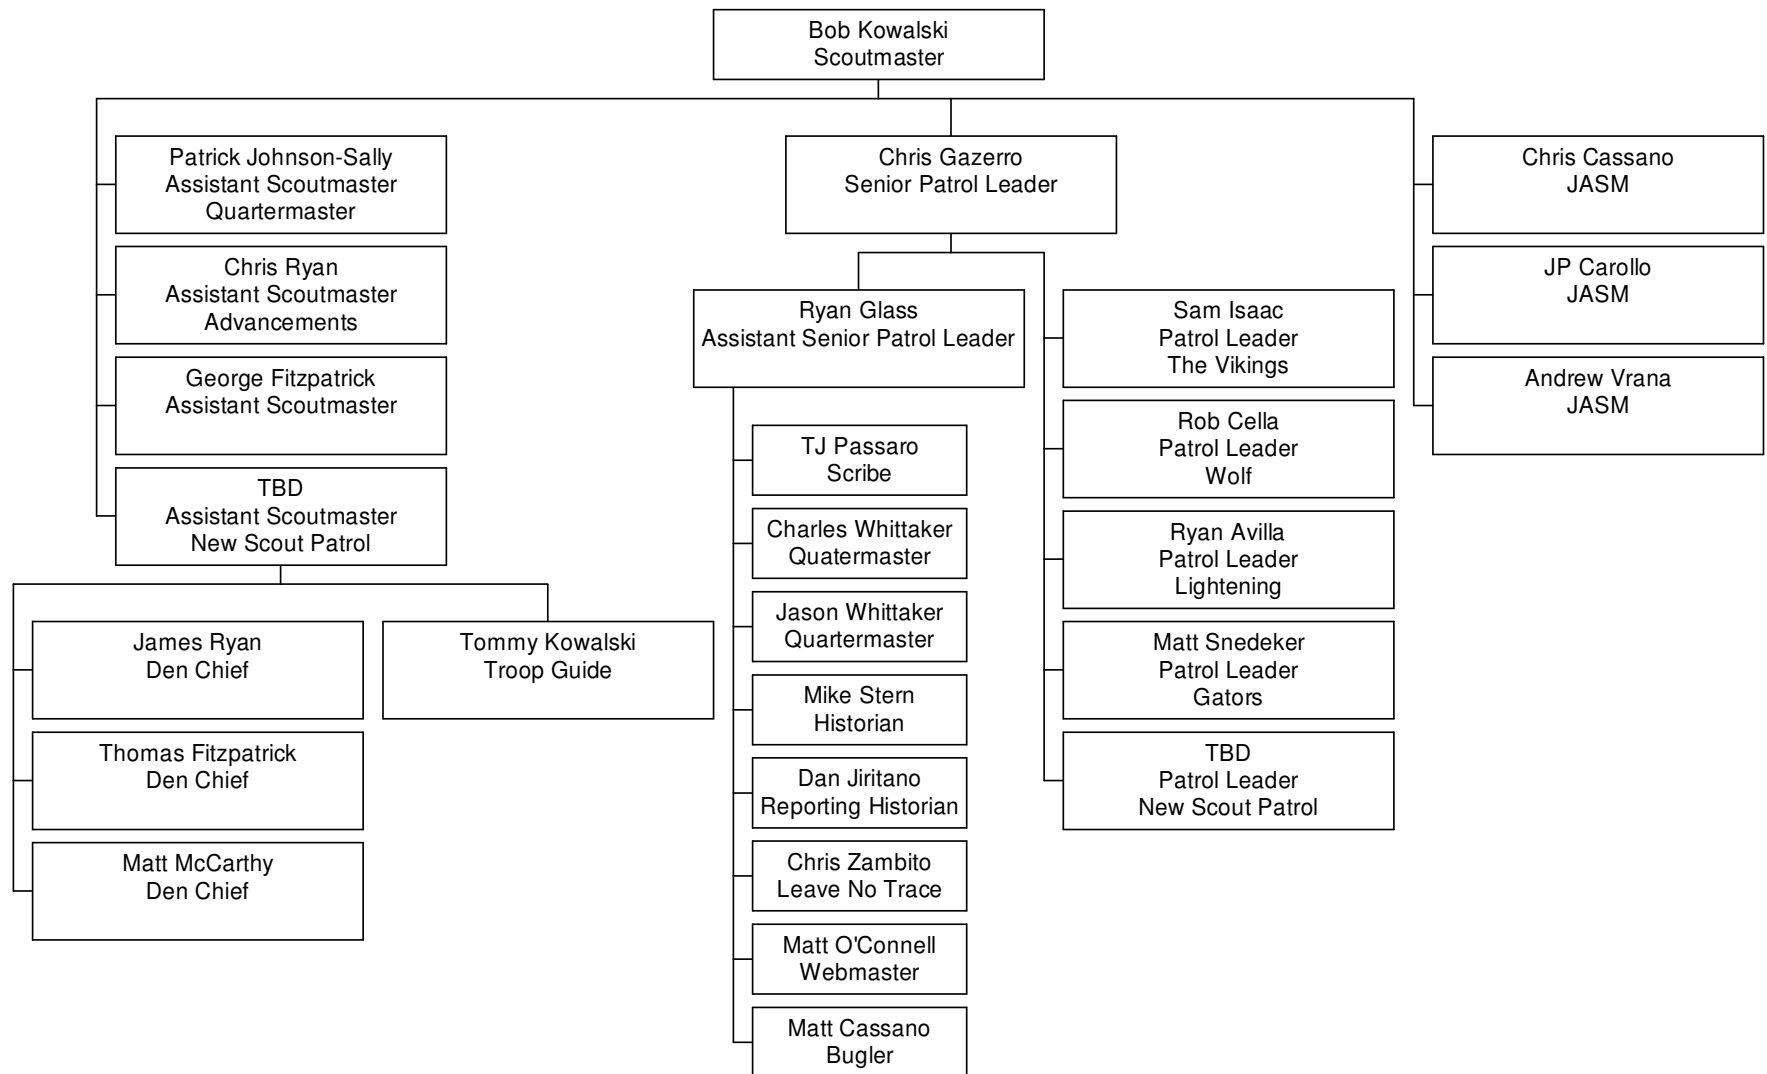 Bob Kowalski
Scoutmaster
Patrick Johnson-Sally
Assistant Scoutmaster
Quartermaster
Chris Ryan
Assistant Scoutmaster
Advancements
George Fitzpatrick
Assistant Scoutmaster
TBD
Assistant Scoutmaster
New Scout Patrol
James Ryan
Den Chief
Thomas Fitzpatrick
Den Chief
Matt McCarthy
Den Chief
Tommy Kowalski
Troop Guide
Chris Gazerro
Senior Patrol Leader
Ryan Glass
Assistant Senior Patrol Leader
TJ Passaro
Scribe
Charles Whittaker
Quatermaster
Jason Whittaker
Quartermaster
Mike Stern
Historian
Dan Jiritano
Reporting Historian
Chris Zambito
Leave No Trace
Matt O'Connell
Webmaster
Matt Cassano
Bugler
Sam Isaac
Patrol Leader
The Vikings
Rob Cella
Patrol Leader
Wolf
Ryan Avilla
Patrol Leader
Lightening
Matt Snedeker
Patrol Leader
Gators
TBD
Patrol Leader
New Scout Patrol
Chris Cassano
JASM
JP Carollo
JASM
Andrew Vrana
JASM